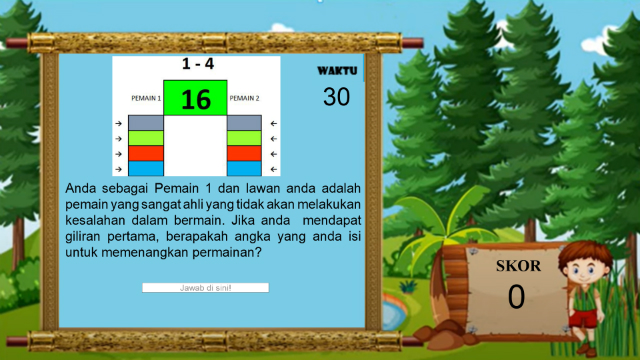 1 - 4
WAKTU
PEMAIN 1 16 PEMAIN 2
30
Anda sebagai Pemain 1 dan lawan anda adalah
pemain yang sangat ahli yang tidak akan melakukan
kesalahan dalam bermain. Jika anda mendapat
giliran pertama, berapakah angka yang anda isi
untuk memenangkan permainan?
Jawab di sini!
SKOR
0